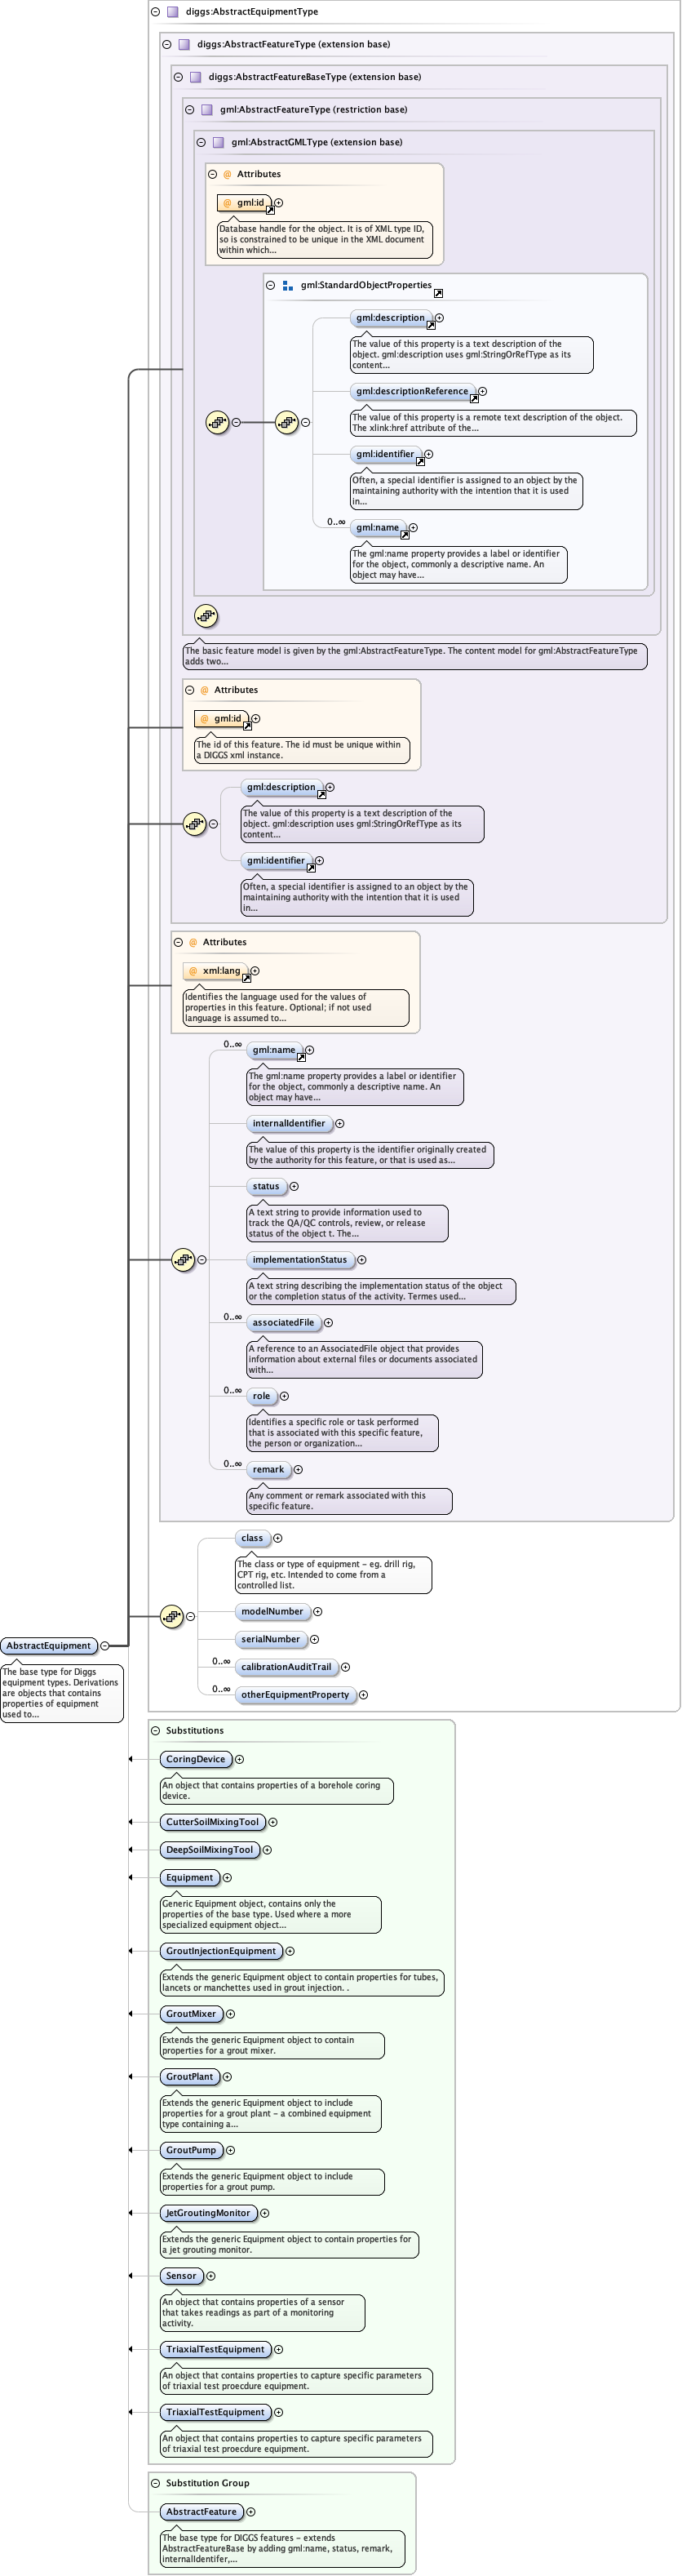 diggs:AbstractEquipmentType
diggs:AbstractFeatureType (extension base)
diggs:AbstractFeatureBaseType (extension base)
gml:AbstractFeatureType (restriction base)
gml:AbstractGMLType (extension base)
@ Attributes
@ gml:id
Database handle for the object. It is of XML type ID,
so is constrained to be unique in the XML document
within which...
gml:StandardObjectProperties
gml:description
The value of this property is a text description of the
object. gml:description uses gml:StringOrRefType as its
content...
gml:descriptionReference
The value of this property is a remote text description of the object.
The xlink:href attribute of the...
gml:identifier
Often, a special identifier is assigned to an object by the
maintaining authority with the intention that it is used
in...
0..∞
gml:name
The gml:name property provides a label or identifier
for the object, commonly a descriptive name. An
object may have...
The basic feature model is given by the gml:AbstractFeatureType. The content model for gml:AbstractFeatureType
adds two...
@ Attributes
@ gml:id
The id of this feature. The id must be unique within
a DIGGS xml instance.
gml:description
The value of this property is a text description of the
object. gml:description uses gml:StringOrRefType as its
content...
gml:identifier
Often, a special identifier is assigned to an object by the
maintaining authority with the intention that it is used
in...
@ Attributes
@ xml:lang
Identifies the language used for the values of
properties in this feature. Optional; if not used
language is assumed to...
0..∞
gml:name
The gml:name property provides a label or identifier
for the object, commonly a descriptive name. An
object may have...
internalIdentifier
The value of this property is the identifier originally created
by the authority for this feature, or that is used as...
status
A text string to provide information used to
track the QA/QC controls, review, or release
status of the object t. The...
implementationStatus
A text string describing the implementation status of the object
or the completion status of the activity. Termes used...
0..∞
associatedFile
A reference to an AssociatedFile object that provides
information about external files or documents associated
with...
0..∞
role
Identifies a specific role or task performed
that is associated with this specific feature,
the person or organization...
0..∞
remark
Any comment or remark associated with this
specific feature.
class
The class or type of equipment - eg. drill rig,
CPT rig, etc. Intended to come from a
controlled list.
modelNumber
serialNumber
0..∞
calibrationAuditTrail
0..∞
otherEquipmentProperty
AbstractEquipment
The base type for Diggs
equipment types. Derivations
are objects that contains
properties of equipment
used to...
Substitutions
CoringDevice
An object that contains properties of a borehole coring
device.
CutterSoilMixingTool
DeepSoilMixingTool
Equipment
Generic Equipment object, contains only the
properties of the base type. Used where a more
specialized equipment object...
GroutInjectionEquipment
Extends the generic Equipment object to contain properties for tubes,
lancets or manchettes used in grout injection. .
GroutMixer
Extends the generic Equipment object to contain
properties for a grout mixer.
GroutPlant
Extends the generic Equipment object to include
properties for a grout plant - a combined equipment
type containing a...
GroutPump
Extends the generic Equipment object to include
properties for a grout pump.
JetGroutingMonitor
Extends the generic Equipment object to contain properties for
a jet grouting monitor.
Sensor
An object that contains properties of a sensor
that takes readings as part of a monitoring
activity.
TriaxialTestEquipment
An object that contains properties to capture specific parameters
of triaxial test proecdure equipment.
TriaxialTestEquipment
An object that contains properties to capture specific parameters
of triaxial test proecdure equipment.
Substitution Group
AbstractFeature
The base type for DIGGS features - extends
AbstractFeatureBase by adding gml:name, status, remark,
internalIdentifer,...